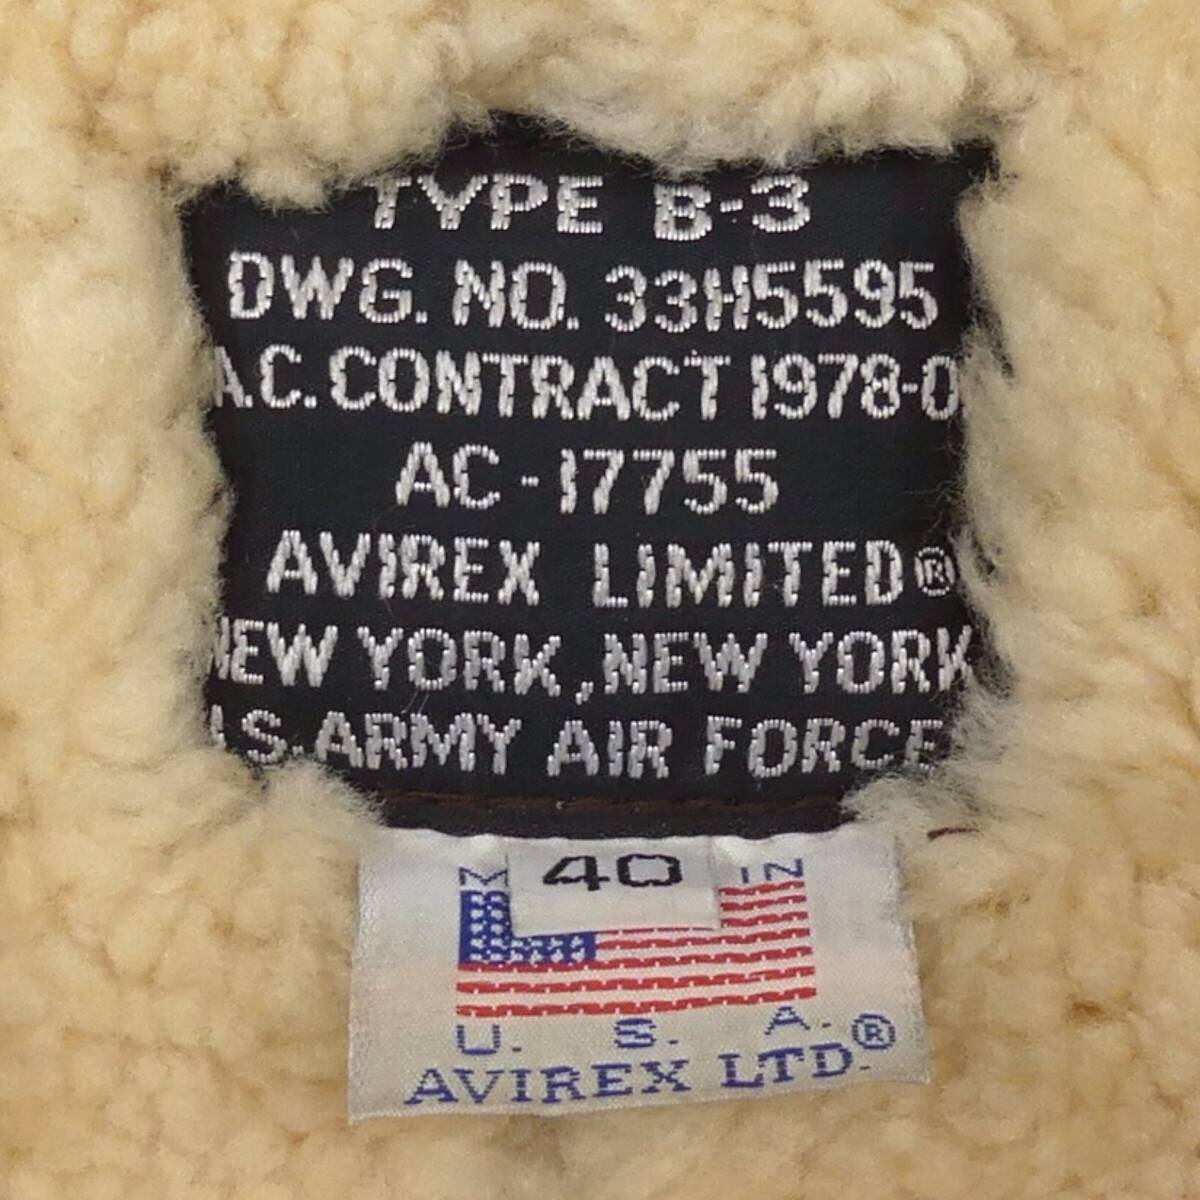 TYPE B-3
DWG. NO. 33H5595
A.C. CONTRACT 1978-0
AC-17755
AVIREX LIMITED®
NEW YORK, NEW YORK
U.S. ARMY AIR FORCE
40
IN
U. S. A.
AVIREX LTD.®